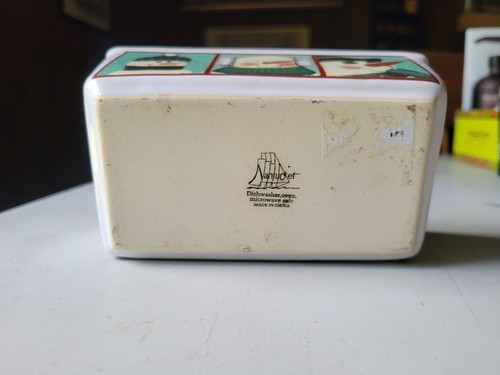 Nantucket
Dishwasher, oven,
microwave safe
MADE IN CHINA